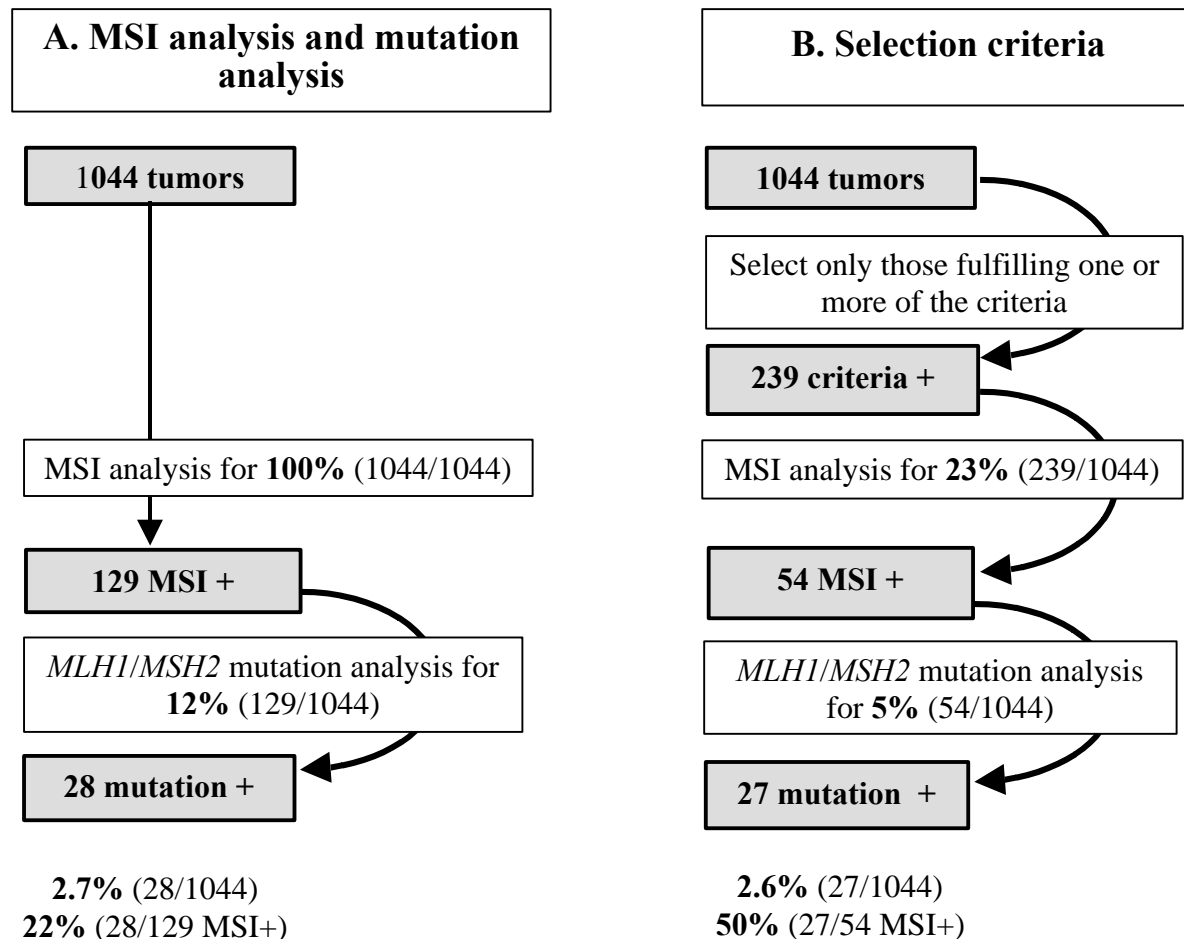 A. MSI analysis and mutation
analysis
1044 tumors
MSI analysis for 100% (1044/1044)
129 MSI +
MLH1/MSH2 mutation analysis for
12% (129/1044)
28 mutation +
2.7% (28/1044)
22% (28/129 MSI+)
B. Selection criteria
1044 tumors
Select only those fulfilling one or
more of the criteria
239 criteria +
MSI analysis for 23% (239/1044)
54 MSI +
MLH1/MSH2 mutation analysis
for 5% (54/1044)
27 mutation +
2.6% (27/1044)
50% (27/54 MSI+)